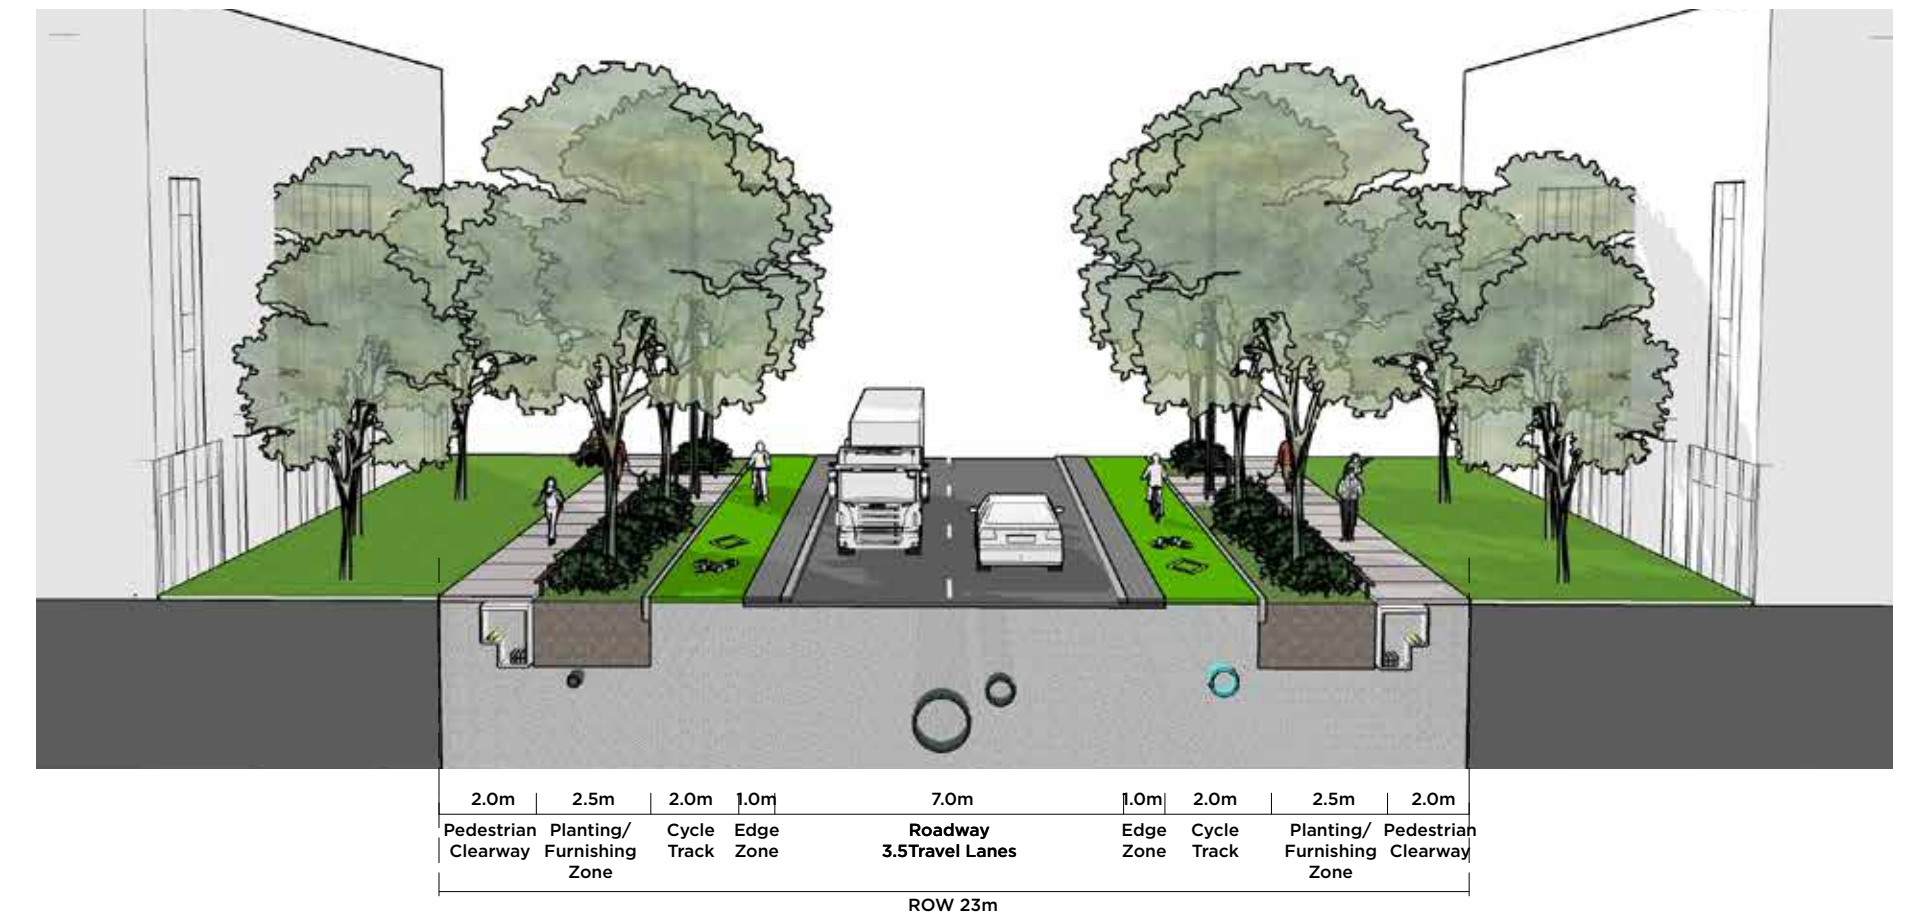 2.0m 2.5m 2.0m 1.0m 7.0m 1.0m 2.0m 2.5m 2.0m
Pedestrian Planting/ Cycle Edge Roadway Edge Cycle Planting/ Pedestrian
Clearway Furnishing Track Zone 3.5Travel Lanes Zone Track Furnishing Clearway
Zone Zone
ROW 23m